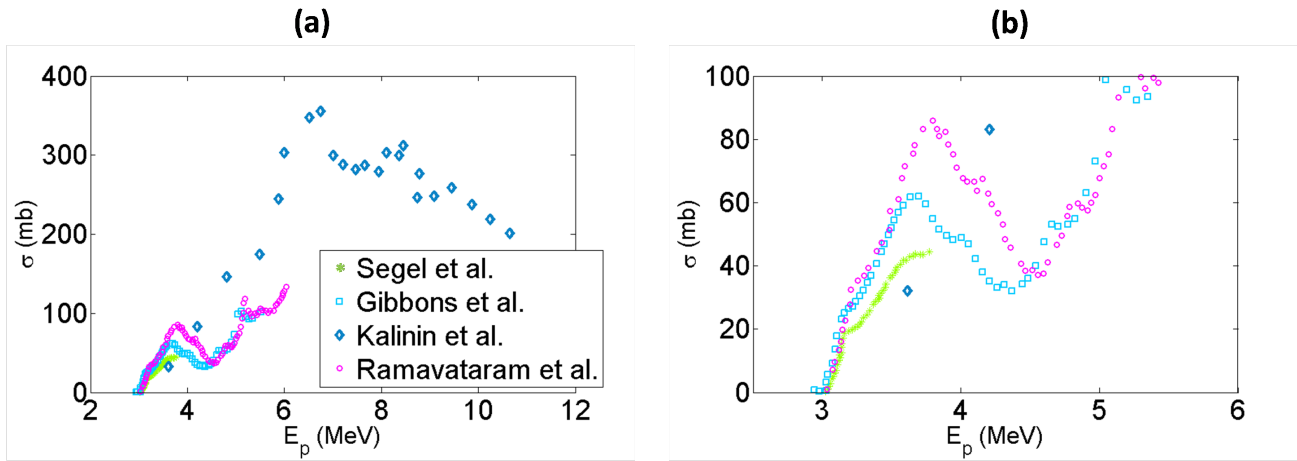 (a)
400
300
200
100
0
σ (mb)
2 4 6 8 10 12
E_p (MeV)
Segel et al.
Gibbons et al.
Kalinin et al.
Ramavataram et al.
(b)
100
80
60
40
20
0
σ (mb)
3 4 5 6
E_p (MeV)